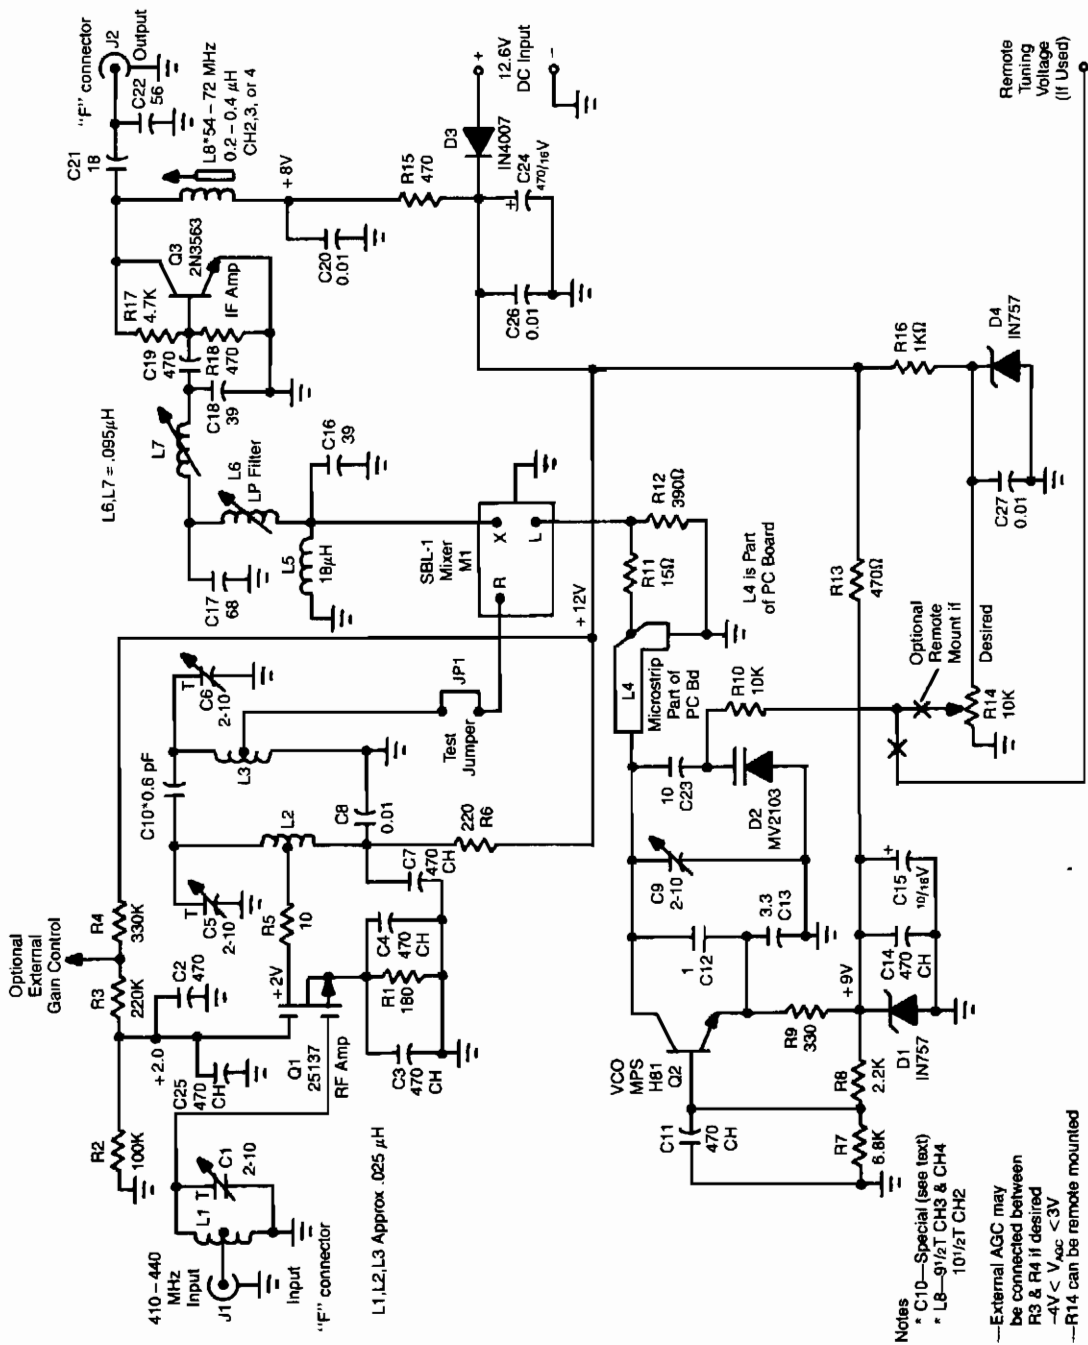 410–440
MHz
Input
J1
Input
"F" connector
L1
T
C1
2-10
R2
100K
+2.0
C25
470
CH
C2
470
R3
220K
Optional
External
Gain Control
R4
330K
Q1
25137
RF Amp
+2V
R5
10
C3
470
CH
R1
180
C4
470
CH
C7
470
CH
L1,L2,L3 Approx .025 μH
T
C5
2-10
L2
C10*0.6 pF
C8
0.01
220
R6
L3
T
C6
2-10
Test
Jumper
JP1
+12V
SBL-1
Mixer
M1
R
X
L
L5
18μH
C16
39
C17
68
L6
LP Filter
L7
L6,L7 = .095μH
C18
39
C19
470
R18
470
R17
4.7K
Q3
2N3563
IF Amp
C21
18
"F" connector
J2
Output
C22
56
L8*54–72 MHz
0.2–0.4 μH
CH2,3, or 4
+8V
C20
0.01
R15
470
D3
IN4007
+
12.6V
DC Input
-
+
C24
470/16V
C26
0.01
VCO
MPS
H81
Q2
C11
470
CH
R7
6.8K
R8
2.2K
R9
330
+9V
D1
IN757
C14
470
CH
+
C15
10/16V
1
C12
3.3
C13
C9
2-10
10
C23
D2
MV2103
L4
Microstrip
Part of
PC Bd
R10
10K
R11
15Ω
R12
390Ω
L4 is Part
of PC Board
R13
470Ω
Optional
Remote
Mount if
Desired
R14
10K
R16
1KΩ
D4
IN757
C27
0.01
Remote
Tuning
Voltage
(If Used)
Notes
* C10—Special (see text)
* L8—9 1/2T CH3 & CH4
10 1/2T CH2
—External AGC may
be connected between
R3 & R4 if desired
-4V < VAGC <3V
—R14 can be remote mounted